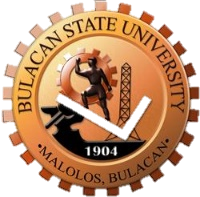 BULACAN STATE UNIVERSITY
1904
• MALOLOS, BULACAN •